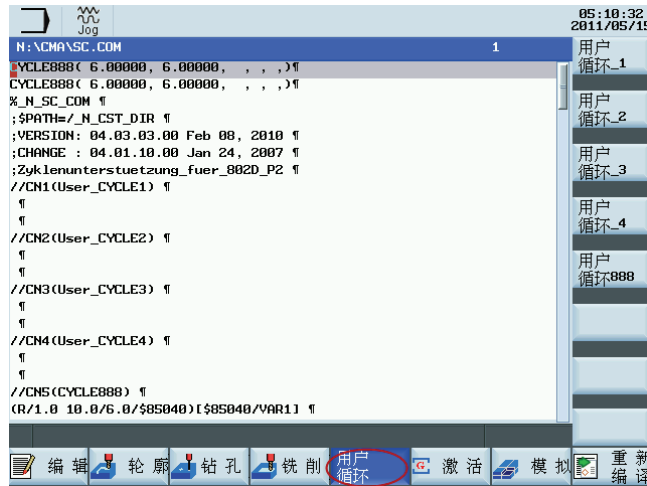 Jog
05:10:32
2011/05/15
N:\CMA\SC.COM 1
YCLE888( 6.00000, 6.00000, , , ,)¶
CYCLE888( 6.00000, 6.00000, , , ,)¶
%_N_SC_COM ¶
;$PATH=/_N_CST_DIR ¶
;VERSION: 04.03.03.00 Feb 08, 2010 ¶
;CHANGE : 04.01.10.00 Jan 24, 2007 ¶
;Zyklenunterstuetzung_fuer_802D_P2 ¶
//CN1(User_CYCLE1) ¶
¶
¶
//CN2(User_CYCLE2) ¶
¶
¶
//CN3(User_CYCLE3) ¶
¶
¶
//CN4(User_CYCLE4) ¶
¶
¶
//CN5(CYCLE888) ¶
(R/1.0 10.0/6.0/$85040)[$85040/VAR1] ¶
用户
循环_1
用户
循环_2
用户
循环_3
用户
循环_4
用户
循环888
编辑
轮廓
钻孔
铣削
用户
循环
激活
模拟
重新
编译